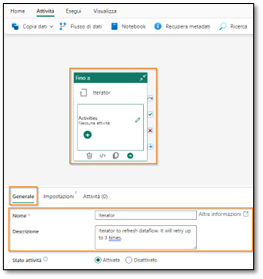 Home Attività Esegui Visualizza
Copia dati Flusso di dati Notebook Recupera metadati Ricerca
Fino a
Iterator
Activities
Nessuna attività
Generale Impostazioni Attività (0)
Nome * Iterator Altre informazioni
Descrizione Iterator to refresh dataflow. It will retry
up to 3 times.
Stato attività Attivato Disattivato